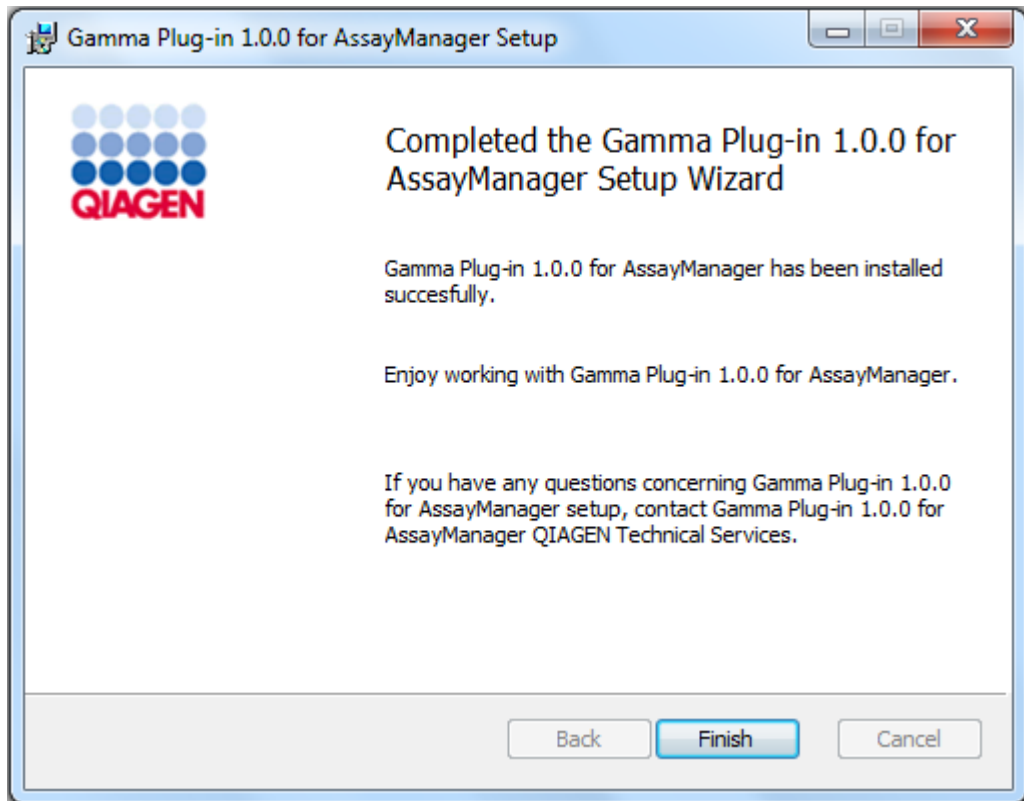 Gamma Plug-in 1.0.0 for AssayManager Setup
QIAGEN
Completed the Gamma Plug-in 1.0.0 for
AssayManager Setup Wizard
Gamma Plug-in 1.0.0 for AssayManager has been installed
succesfully.
Enjoy working with Gamma Plug-in 1.0.0 for AssayManager.
If you have any questions concerning Gamma Plug-in 1.0.0
for AssayManager setup, contact Gamma Plug-in 1.0.0 for
AssayManager QIAGEN Technical Services.
Back Finish Cancel